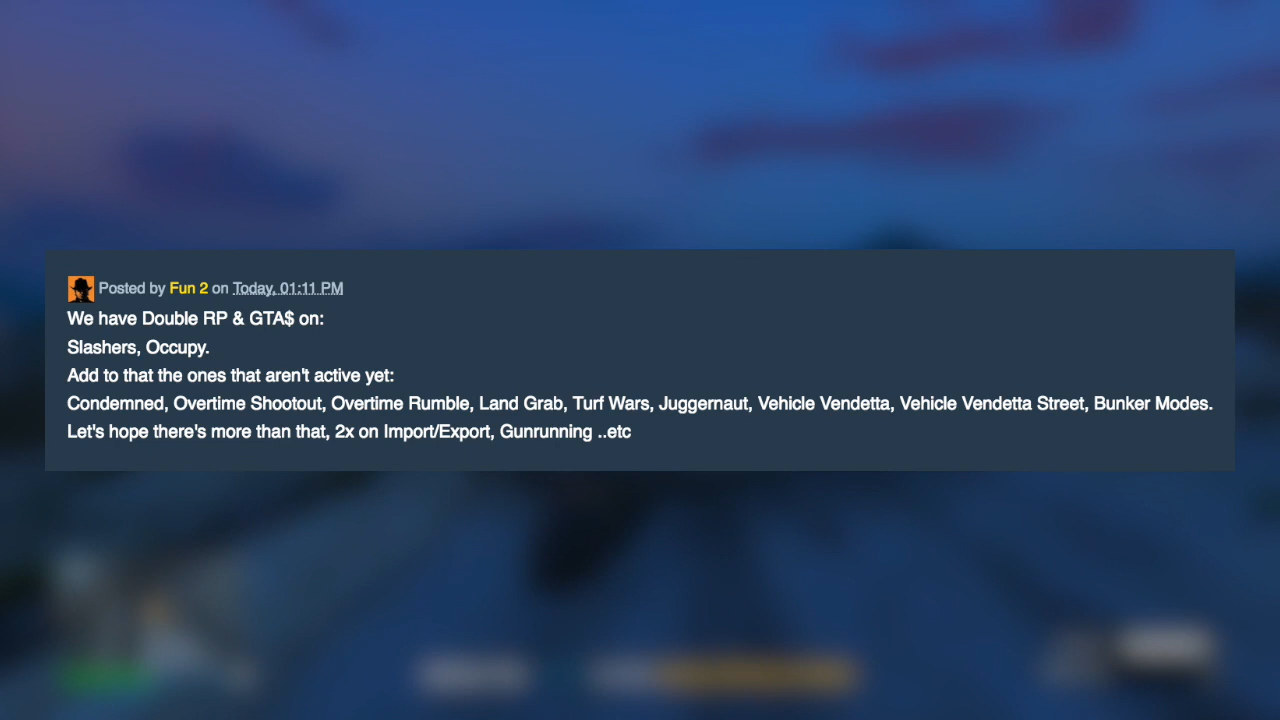 Posted by Fun 2 on Today, 01:11 PM
We have Double RP & GTA$ on:
Slashers, Occupy.
Add to that the ones that aren't active yet:
Condemned, Overtime Shootout, Overtime Rumble, Land Grab, Turf Wars, Juggernaut, Vehicle Vendetta, Vehicle Vendetta Street, Bunker Modes.
Let's hope there's more than that, 2x on Import/Export, Gunrunning ..etc